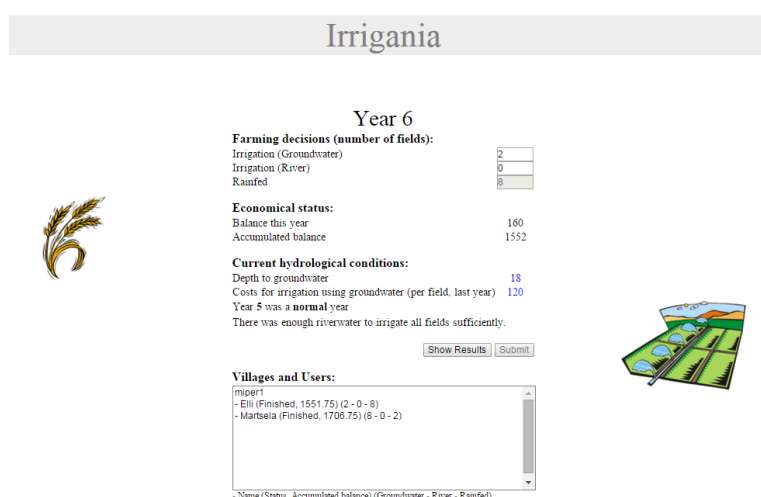 Irrigania
Year 6
Farming decisions (number of fields):
Irrigation (Groundwater) 2
Irrigation (River) 0
Rainfed 8
Economical status:
Balance this year 160
Accumulated balance 1552
Current hydrological conditions:
Depth to groundwater 18
Costs for irrigation using groundwater (per field, last year) 120
Year 5 was a normal year
There was enough riverwater to irrigate all fields sufficiently.
Show Results Submit
Villages and Users:
miper1
- Elli (Finished, 1551.75) (2 - 0 - 8)
- Martsela (Finished, 1706.75) (8 - 0 - 2)
- Name (Status, Accumulated balance) (Groundwater - River - Rainfed)